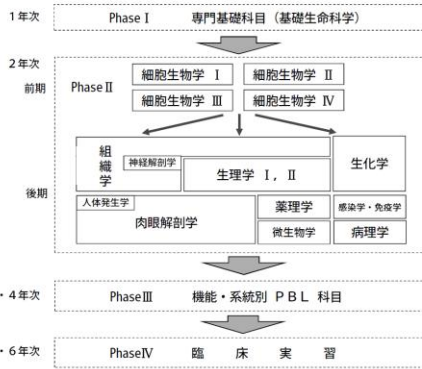 1年次
Phase Ⅰ 専門基礎科目(基礎生命科学)
2年次
前期
Phase Ⅱ
細胞生物学 Ⅰ 細胞生物学 Ⅱ
細胞生物学 Ⅲ 細胞生物学 Ⅳ
後期
組織学
神経解剖学
生理学 Ⅰ, Ⅱ
生化学
人体発生学
肉眼解剖学
薬理学
感染学・免疫学
微生物学
病理学
・4年次
Phase Ⅲ 機能・系統別 PBL 科目
・6年次
Phase Ⅳ 臨 床 実 習